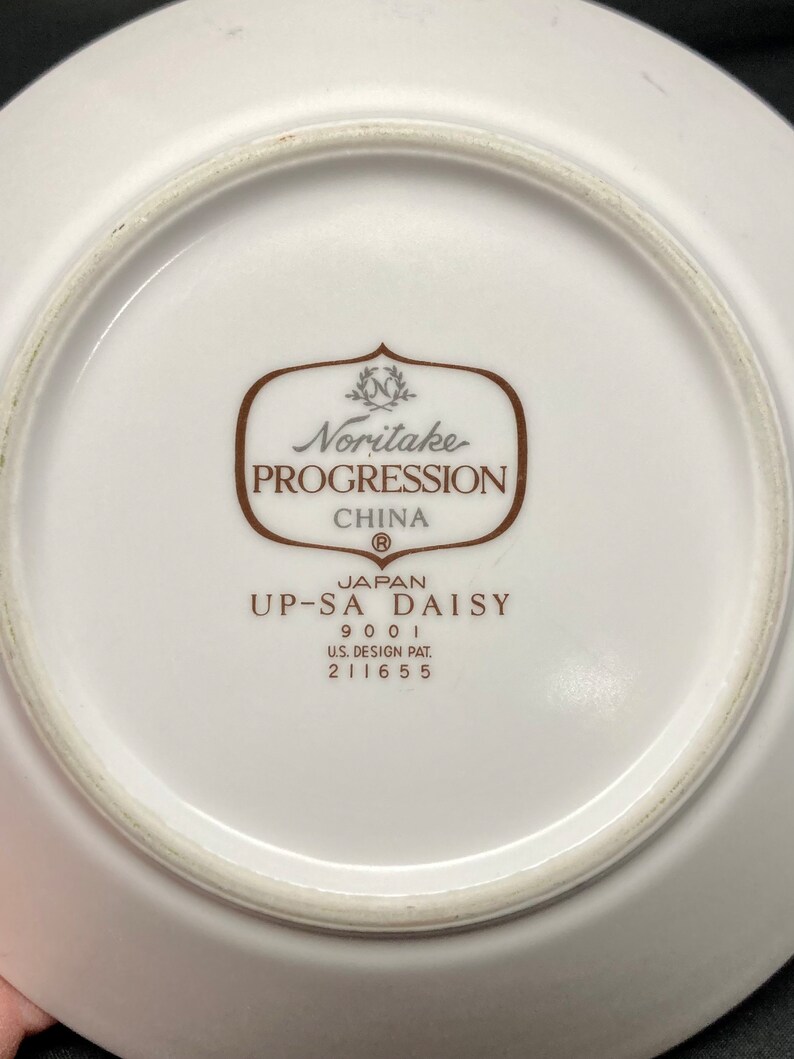 N
Noritake
PROGRESSION
CHINA
®
JAPAN
UP-SA DAISY
9001
U.S. DESIGN PAT.
211655